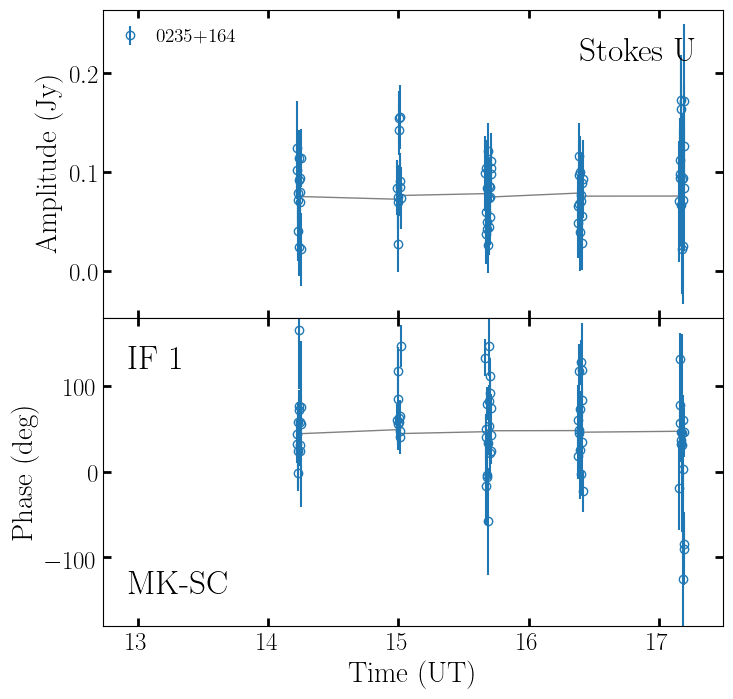 0235+164
Stokes U
0.2
0.1
0.0
Amplitude (Jy)
IF 1
100
0
−100
Phase (deg)
MK-SC
13 14 15 16 17
Time (UT)